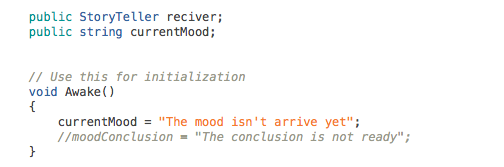 public StoryTeller reciver;
public string currentMood;
// Use this for initialization
void Awake()
{
currentMood = "The mood isn't arrive yet";
//moodConclusion = "The conclusion is not ready";
}